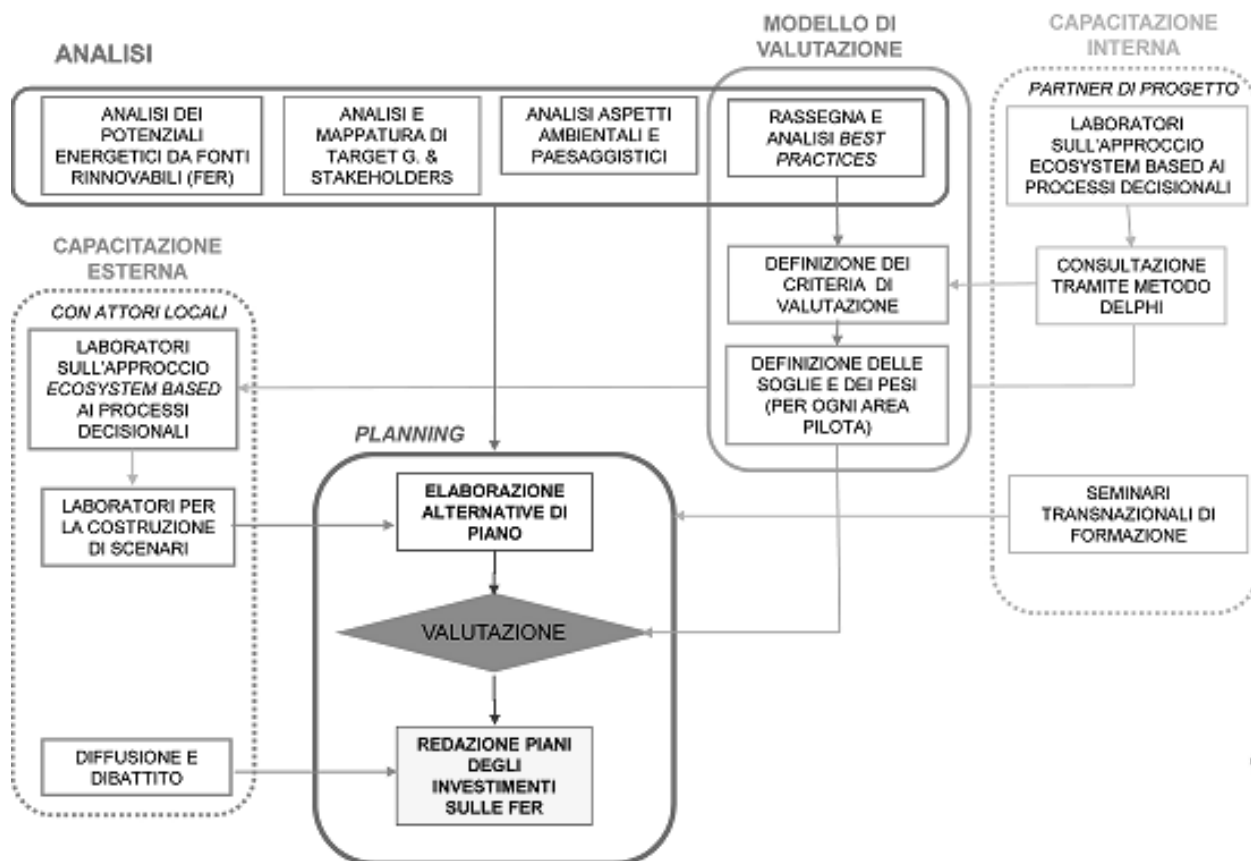 ANALISI
MODELLO DI
VALUTAZIONE
CAPACITAZIONE
INTERNA
ANALISI DEI
POTENZIALI
ENERGETICI DA FONTI
RINNOVABILI (FER)
ANALISI E
MAPPATURA DI
TARGET G. &
STAKEHOLDERS
ANALISI ASPETTI
AMBIENTALI E
PAESAGGISTICI
RASSEGNA E
ANALISI BEST
PRACTICES
PARTNER DI PROGETTO
LABORATORI
SULL'APPROCCIO
ECOSYSTEM BASED AI
PROCESSI DECISIONALI
CAPACITAZIONE
ESTERNA
CON ATTORI LOCALI
LABORATORI
SULL'APPROCCIO
ECOSYSTEM BASED
AI PROCESSI
DECISIONALI
DEFINIZIONE DEI
CRITERIA DI
VALUTAZIONE
CONSULTAZIONE
TRAMITE METODO
DELPHI
DEFINIZIONE DELLE
SOGLIE E DEI PESI
(PER OGNI AREA
PILOTA)
PLANNING
LABORATORI PER
LA COSTRUZIONE
DI SCENARI
ELABORAZIONE
ALTERNATIVE DI
PIANO
SEMINARI
TRANSNAZIONALI DI
FORMAZIONE
VALUTAZIONE
DIFFUSIONE E
DIBATTITO
REDAZIONE PIANI
DEGLI
INVESTIMENTI
SULLE FER